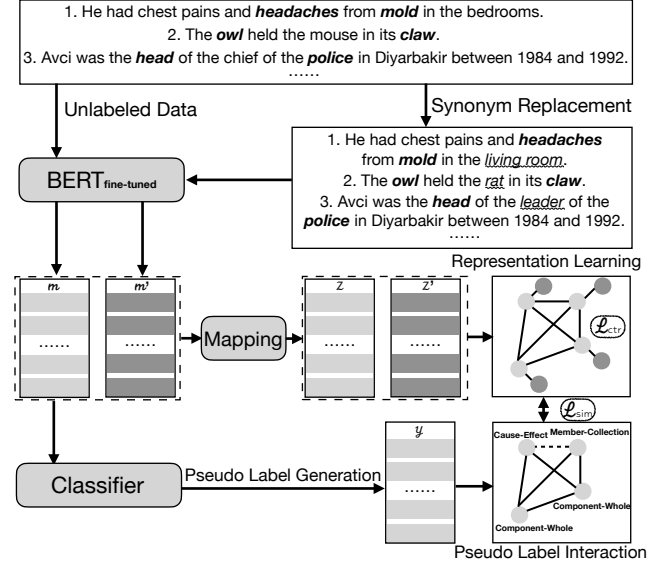 1. He had chest pains and headaches from mold in the bedrooms.
2. The owl held the mouse in its claw.
3. Avci was the head of the chief of the police in Diyarbakir between 1984 and 1992.
......
Unlabeled Data
Synonym Replacement
1. He had chest pains and headaches
from mold in the living room.
2. The owl held the rat in its claw.
3. Avci was the head of the leader of the
police in Diyarbakir between 1984 and 1992.
......
BERT fine-tuned
Representation Learning
m
m'
z
z'
......
......
Mapping
......
......
ℒctr
ℒsim
Classifier
Pseudo Label Generation
y
......
Cause-Effect
Member-Collection
Component-Whole
Component-Whole
Pseudo Label Interaction